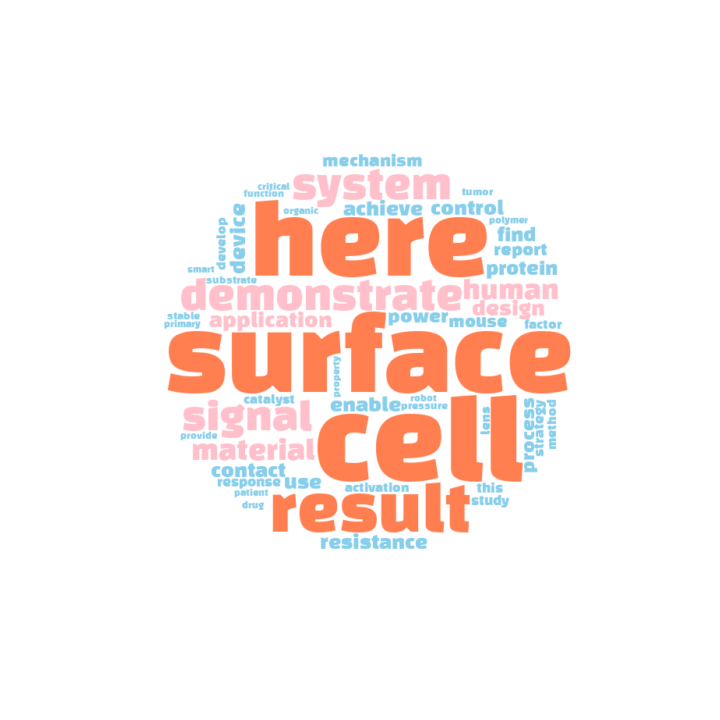 mechanism
system
critical
function
tumor
here
organic
achieve
control
polymer
device
develop
find
report
smart
substrate
protein
demonstrate
human
design
stable
primary
application
power
mouse
factor
surface
property
catalyst
enable
robot
pressure
signal
cell
lens
process
strategy
method
provide
material
contact
response
use
activation
this
patient
drug
result
study
resistance